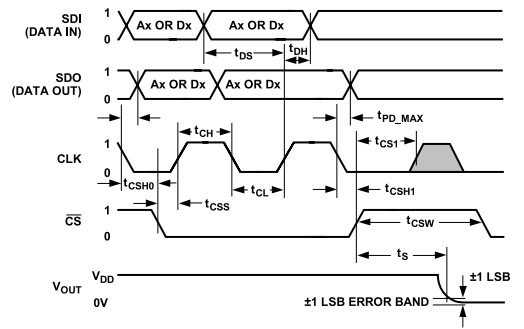 SDI
(DATA IN)
1
0
Ax OR Dx
Ax OR Dx
tDS
tDH
SDO
(DATA OUT)
1
0
Ax OR Dx
Ax OR Dx
tPD_MAX
tCH
tCS1
CLK
1
0
tCSH0
tCSS
tCL
tCSH1
CS
1
0
tCSW
tS
VOUT
VDD
0V
±1 LSB
±1 LSB ERROR BAND